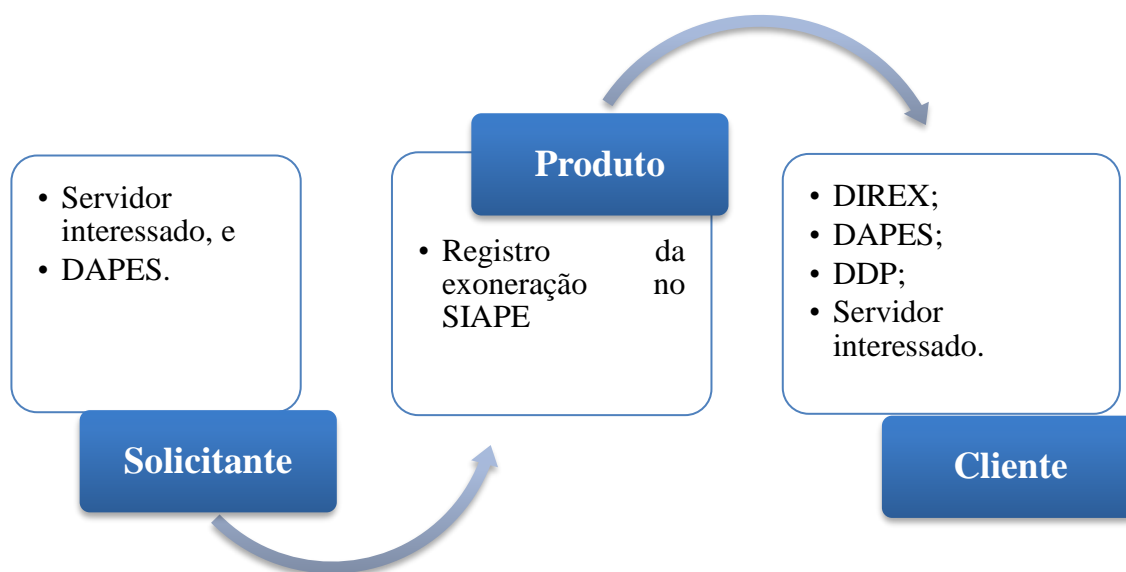 • Servidor
interessado, e
• DAPES.
Solicitante
Produto
• Registro da
exoneração no
SIAPE
• DIREX;
• DAPES;
• DDP;
• Servidor
interessado.
Cliente